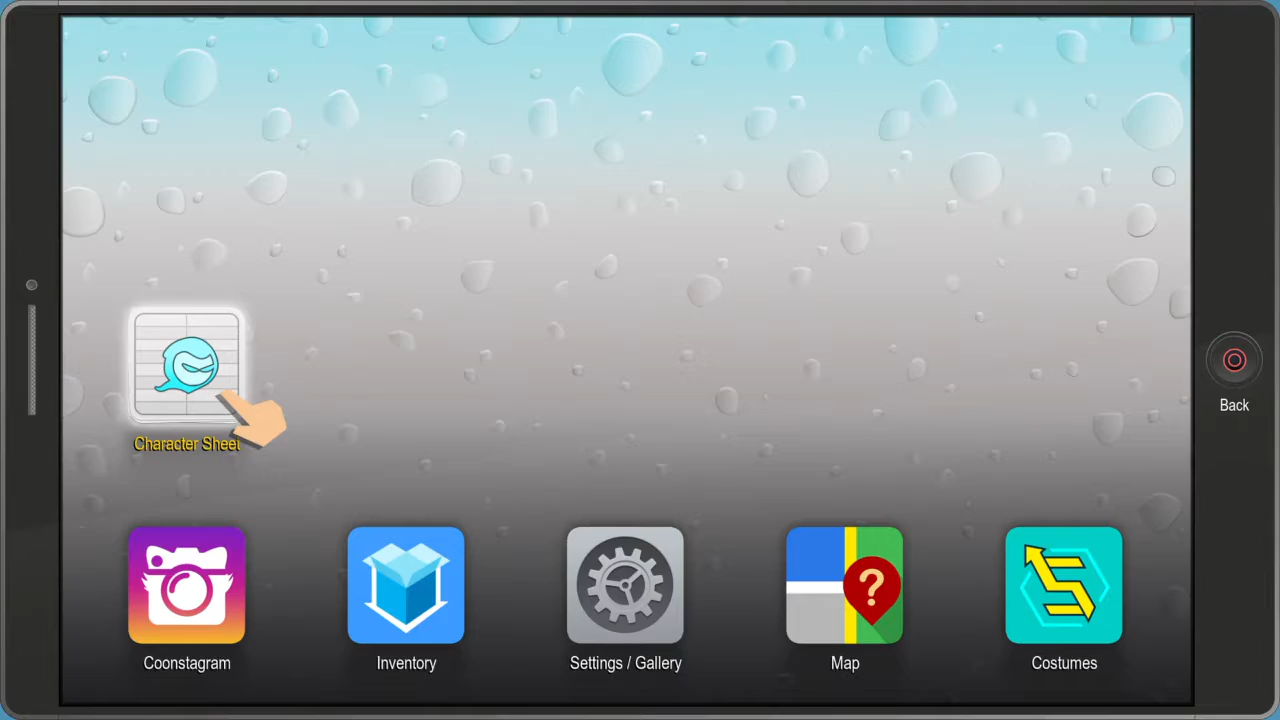 Back
Character Sheet
Coonstagram
Inventory
Settings / Gallery
?
Map
Costumes